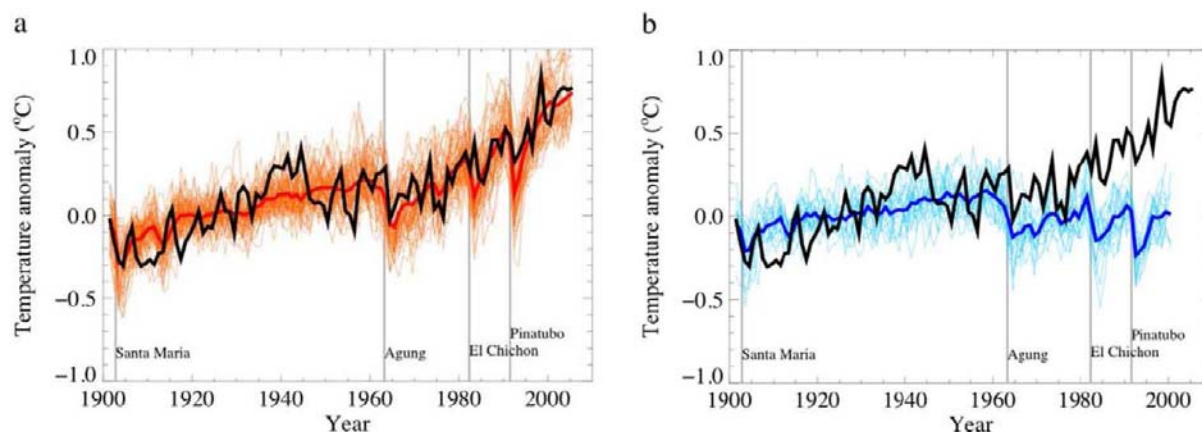 a
Temperature anomaly (°C)
1.0
0.5
0.0
−0.5
−1.0
Santa Maria
Agung
El Chichon
Pinatubo
1900 1920 1940 1960 1980 2000
Year
b
Temperature anomaly (°C)
1.0
0.5
0.0
−0.5
−1.0
Santa Maria
Agung
El Chichon
Pinatubo
1900 1920 1940 1960 1980 2000
Year